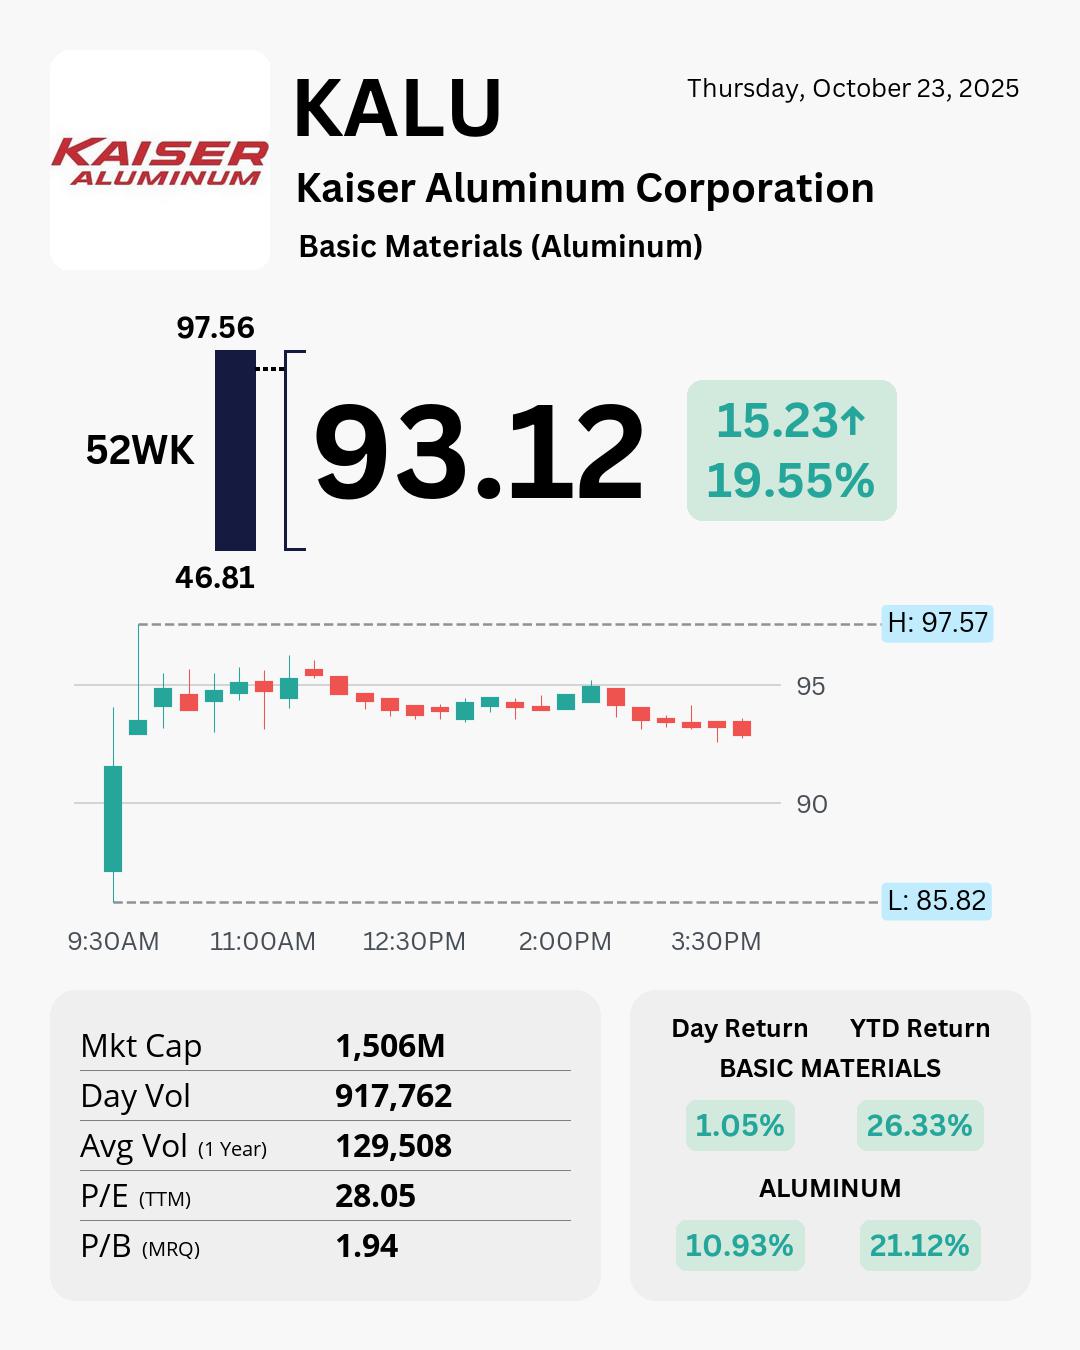 KAISER
ALUMINUM
KALU
Thursday, October 23, 2025
Kaiser Aluminum Corporation
Basic Materials (Aluminum)
97.56
52WK
46.81
93.12
15.23↑
19.55%
H: 97.57
95
90
L: 85.82
9:30AM 11:00AM 12:30PM 2:00PM 3:30PM
Mkt Cap 1,506M
Day Vol 917,762
Avg Vol (1 Year) 129,508
P/E (TTM) 28.05
P/B (MRQ) 1.94
Day Return YTD Return
BASIC MATERIALS
1.05% 26.33%
ALUMINUM
10.93% 21.12%